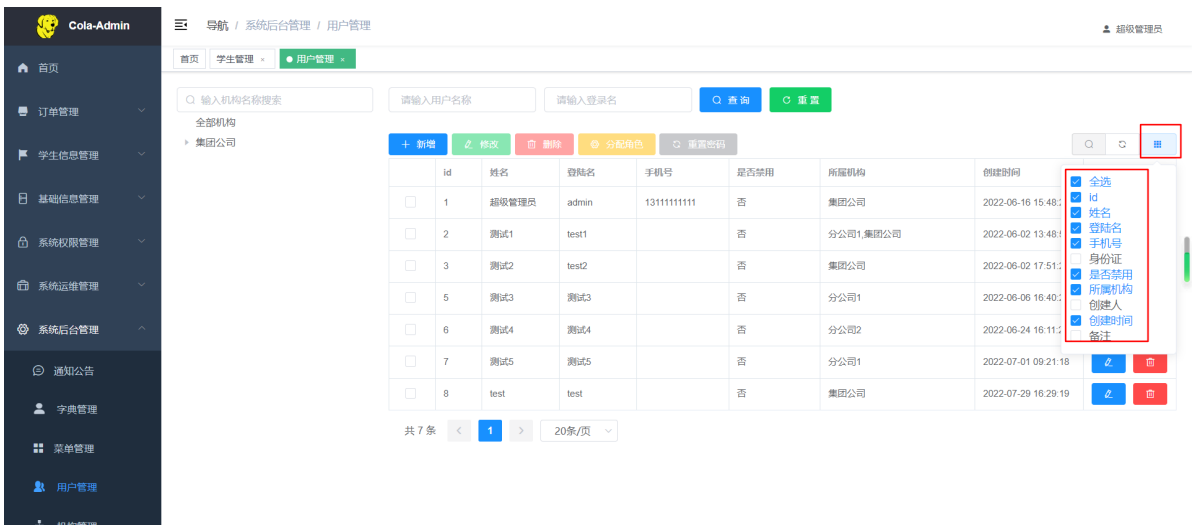 Cola-Admin
导航 / 系统后台管理 / 用户管理
超级管理员
首页 学生管理 × 用户管理 ×
首页
订单管理
学生信息管理
基础信息管理
系统权限管理
系统运维管理
系统后台管理
通知公告
字典管理
菜单管理
用户管理
输入机构名称搜索
全部机构
集团公司
请输入用户名称 请输入登录名 查询 重置
+ 新增 修改 删除 分配角色 重置密码
id 姓名 登陆名 手机号 是否禁用 所属机构 创建时间
1 超级管理员 admin 13111111111 否 集团公司 2022-06-16 15:48:
2 测试1 test1 否 分公司1,集团公司 2022-06-02 13:48:
3 测试2 test2 否 集团公司 2022-06-02 17:51:
5 测试3 测试3 否 分公司1 2022-06-06 16:40:
6 测试4 测试4 否 分公司2 2022-06-24 16:11:
7 测试5 测试5 否 分公司1 2022-07-01 09:21:18
8 test test 否 集团公司 2022-07-29 16:29:19
共 7 条 < 1 > 20条/页
全选
id
姓名
登陆名
手机号
身份证
是否禁用
所属机构
创建人
创建时间
备注